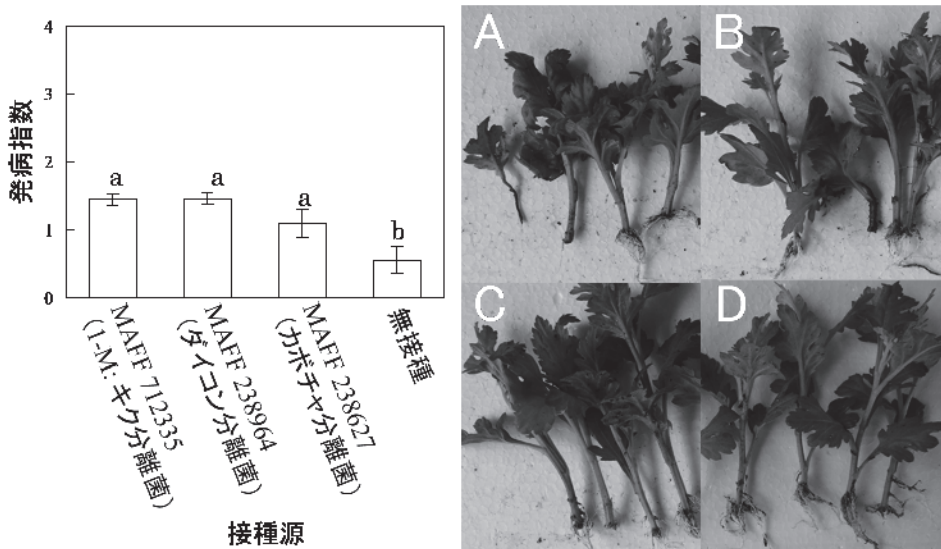 4
3
2
1
0
発病指数
a
a
a
b
MAFF 712335
(1-M: キク分離菌)
MAFF 238964
(ダイコン分離菌)
MAFF 238627
(カボチャ分離菌)
無接種
接種源
A
B
C
D